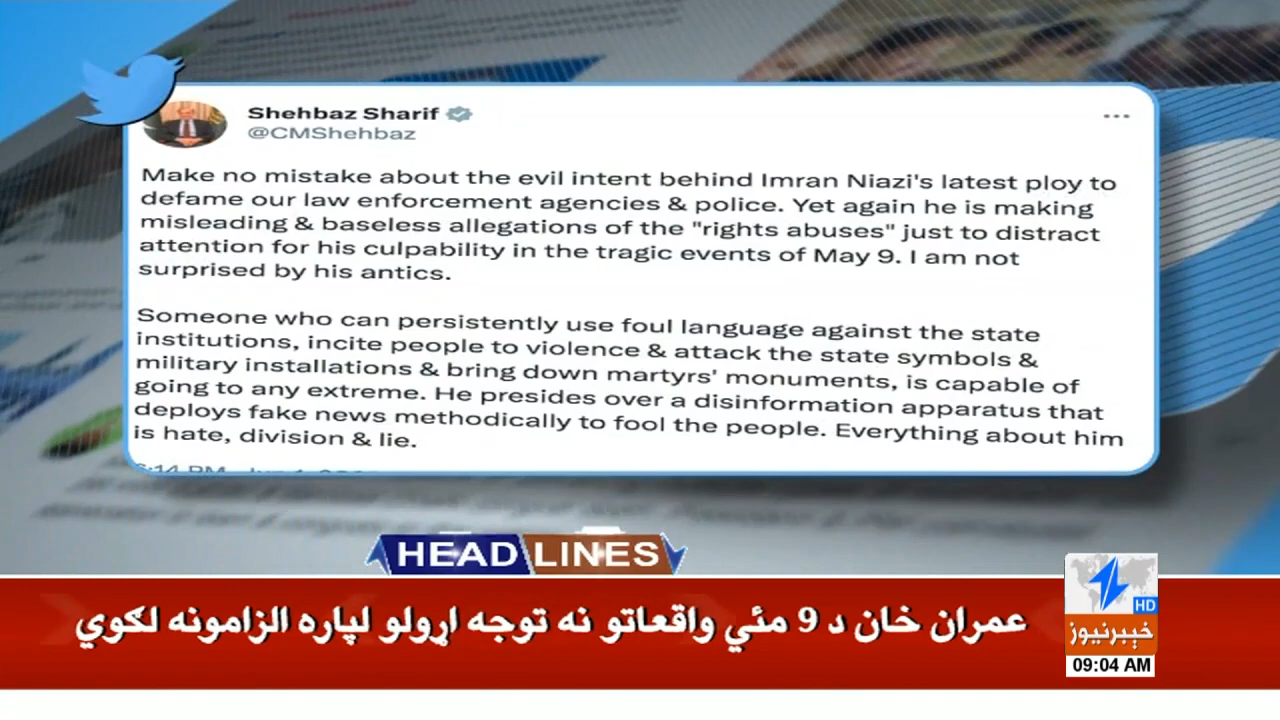 Shehbaz Sharif
@CMShehbaz
Make no mistake about the evil intent behind Imran Niazi's latest ploy to
defame our law enforcement agencies & police. Yet again he is making
misleading & baseless allegations of the "rights abuses" just to distract
attention for his culpability in the tragic events of May 9. I am not
surprised by his antics.
Someone who can persistently use foul language against the state
institutions, incite people to violence & attack the state symbols &
military installations & bring down martyrs' monuments, is capable of
going to any extreme. He presides over a disinformation apparatus that
deploys fake news methodically to fool the people. Everything about him
is hate, division & lie.
HEADLINES
عمران خان د 9 مئي واقعاتو نه توجه اړولو لپاره الزامونه لګوي
HD
خیبرنیوز
09:04 AM